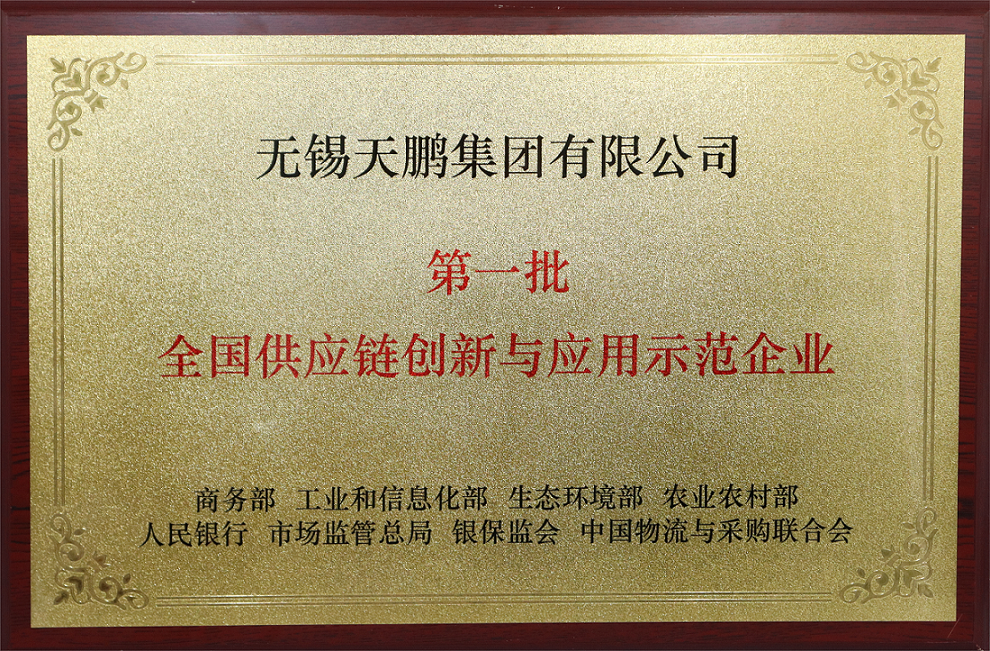 无锡天鹏集团有限公司
第一批
全国供应链创新与应用示范企业
商务部 工业和信息化部 生态环境部 农业农村部
人民银行 市场监管总局 银保监会 中国物流与采购联合会